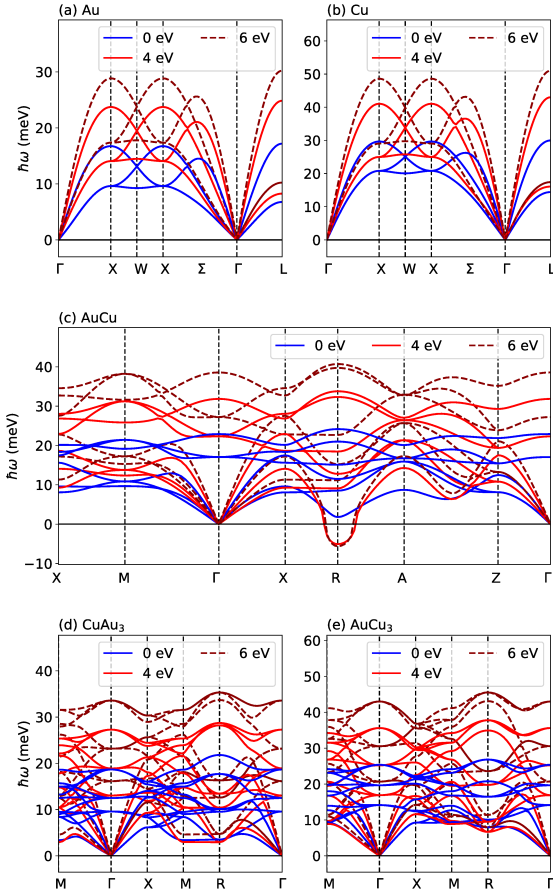 (a) Au
0 eV
4 eV
6 eV
ħω (meV)
30
20
10
0
Γ X W X Σ Γ L
(b) Cu
0 eV
4 eV
6 eV
60
50
40
30
20
10
0
Γ X W X Σ Γ L
(c) AuCu
0 eV 4 eV 6 eV
ħω (meV)
40
30
20
10
0
−10
X M Γ X R A Z Γ
(d) CuAu3
0 eV
4 eV
6 eV
ħω (meV)
40
30
20
10
0
M Γ X M R Γ
(e) AuCu3
0 eV
4 eV
6 eV
60
50
40
30
20
10
0
M Γ X M R Γ